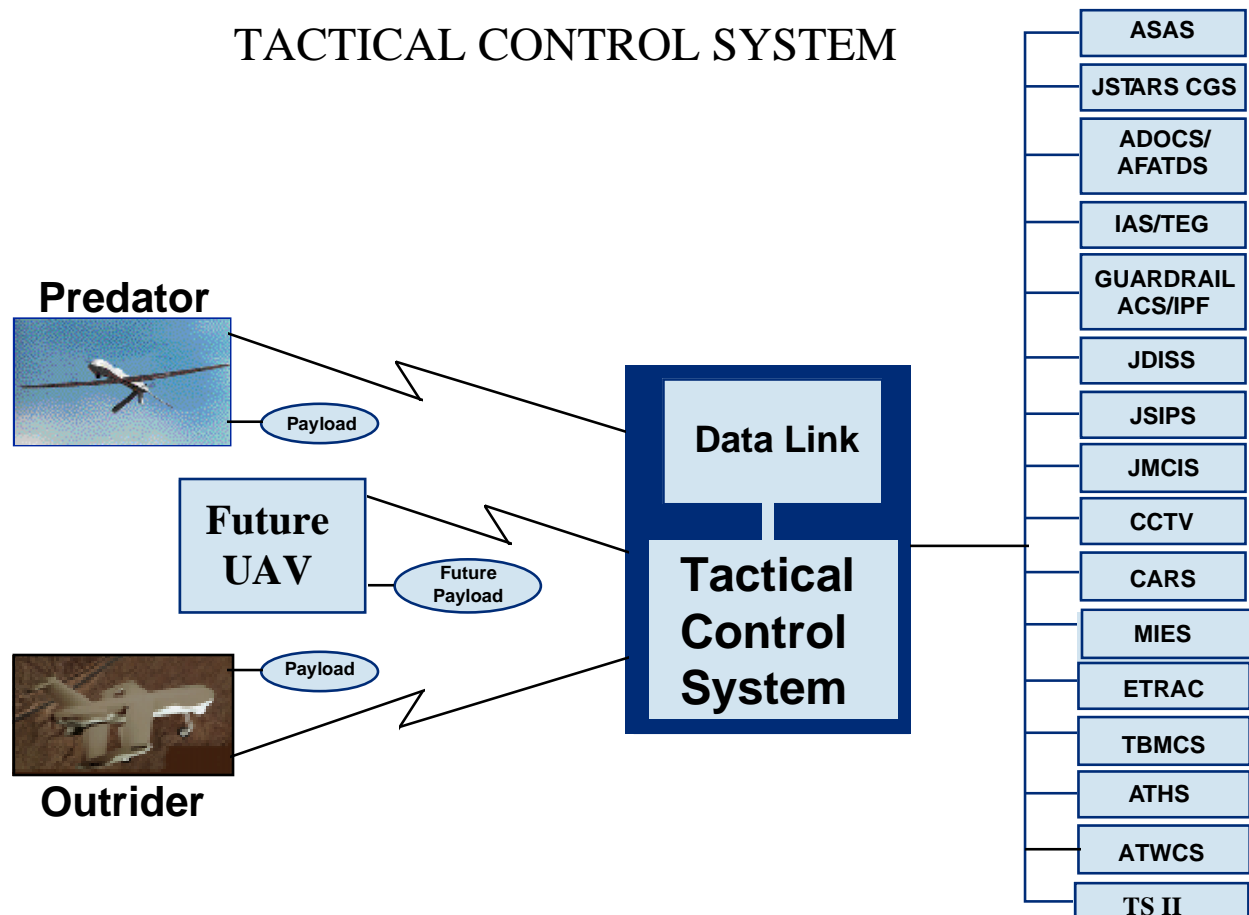 TACTICAL CONTROL SYSTEM
Predator
Payload
Future
UAV
Future
Payload
Payload
Outrider
Data Link
Tactical
Control
System
ASAS
JSTARS CGS
ADOCS/
AFATDS
IAS/TEG
GUARDRAIL
ACS/IPF
JDISS
JSIPS
JMCIS
CCTV
CARS
MIES
ETRAC
TBMCS
ATHS
ATWCS
TS II